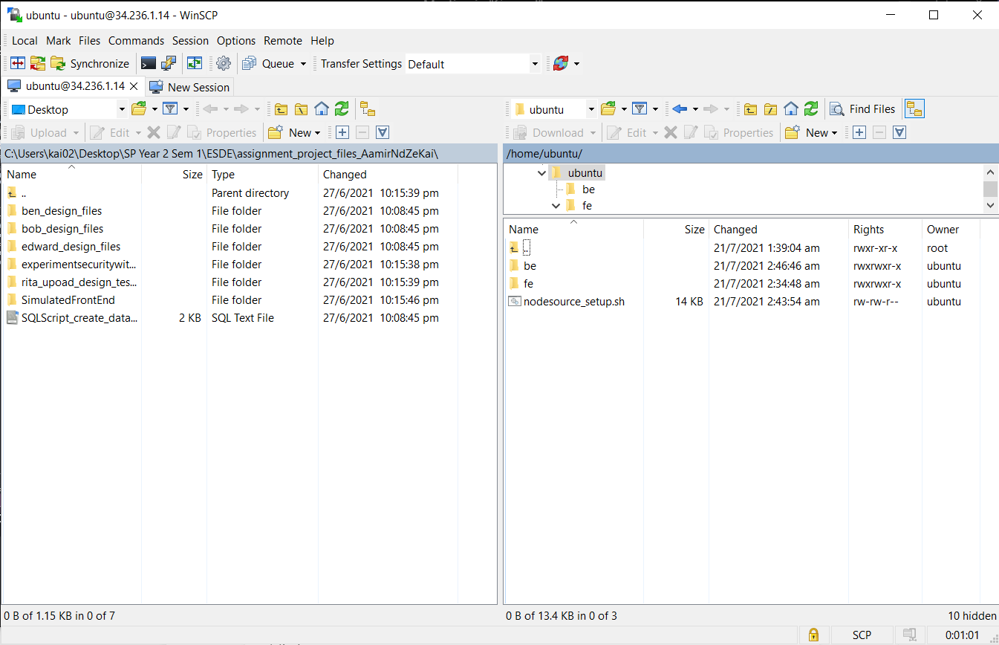 ubuntu - ubuntu@34.236.1.14 - WinSCP
Local Mark Files Commands Session Options Remote Help
Synchronize Queue Transfer Settings Default
ubuntu@34.236.1.14 New Session
Desktop
Upload Edit Properties New
C:\Users\kai02\Desktop\SP Year 2 Sem 1\ESDE\assignment_project_files_AamirNdZeKai\
Name Size Type Changed
.. Parent directory 27/6/2021 10:15:39 pm
ben_design_files File folder 27/6/2021 10:08:45 pm
bob_design_files File folder 27/6/2021 10:08:45 pm
edward_design_files File folder 27/6/2021 10:08:45 pm
experimentsecuritywit... File folder 27/6/2021 10:15:38 pm
rita_upoad_design_tes... File folder 27/6/2021 10:15:39 pm
SimulatedFrontEnd File folder 27/6/2021 10:15:46 pm
SQLScript_create_data... 2 KB SQL Text File 27/6/2021 10:08:45 pm
0 B of 1.15 KB in 0 of 7
ubuntu Find Files
Download Edit Properties New
/home/ubuntu/
ubuntu
be
fe
Name Size Changed Rights Owner
.. 21/7/2021 1:39:04 am rwxr-xr-x root
be 21/7/2021 2:46:46 am rwxrwxr-x ubuntu
fe 21/7/2021 2:34:48 am rwxrwxr-x ubuntu
nodesource_setup.sh 14 KB 21/7/2021 2:43:54 am rw-rw-r-- ubuntu
0 B of 13.4 KB in 0 of 3 10 hidden
SCP 0:01:01